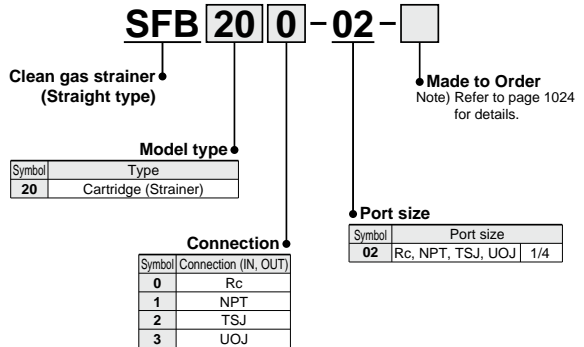 SFB 20 0 - 02 -
Clean gas strainer
(Straight type)
Made to Order
Note) Refer to page 1024
for details.
Model type
Symbol Type
20 Cartridge (Strainer)
Port size
Symbol Port size
02 Rc, NPT, TSJ, UOJ 1/4
Connection
Symbol Connection (IN, OUT)
0 Rc
1 NPT
2 TSJ
3 UOJ